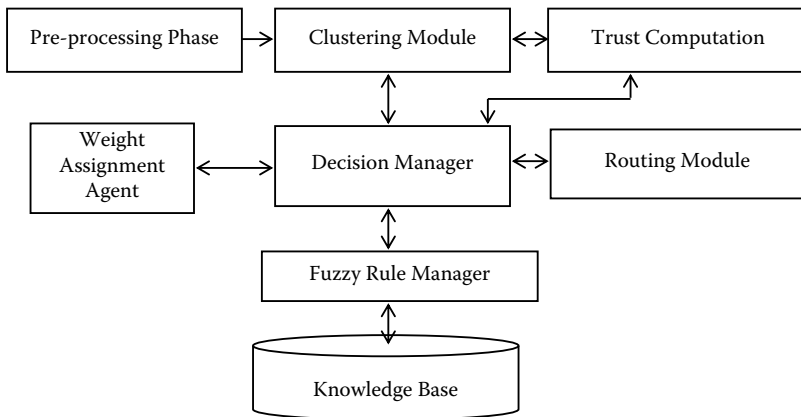 Pre-processing Phase
Clustering Module
Trust Computation
Weight
Assignment
Agent
Decision Manager
Routing Module
Fuzzy Rule Manager
Knowledge Base